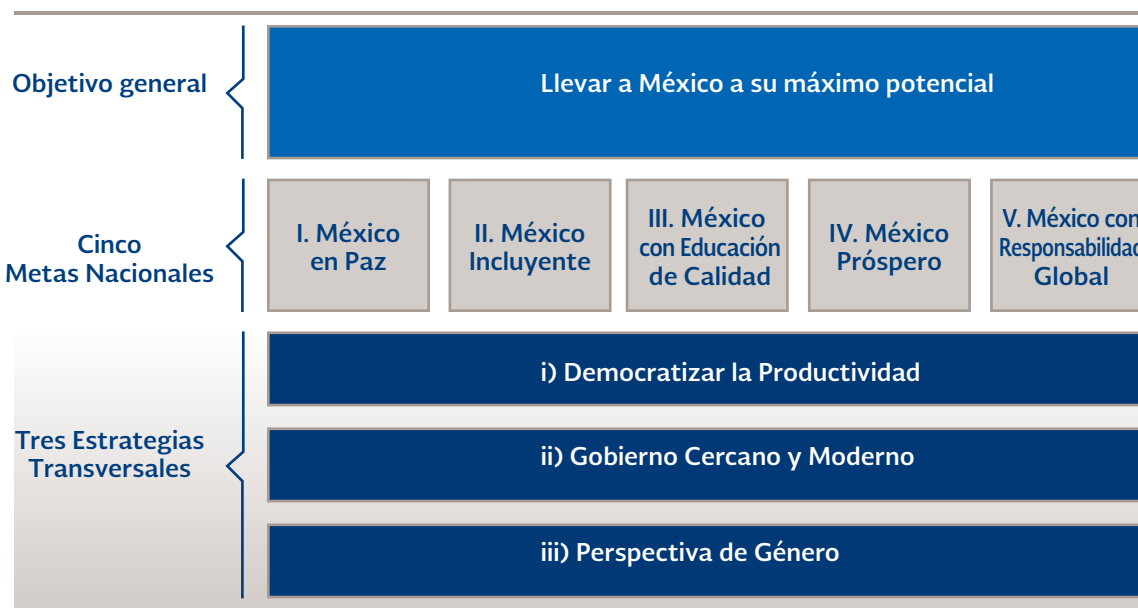 Objetivo general
Llevar a México a su máximo potencial
Cinco
Metas Nacionales
I. México
en Paz
II. México
Incluyente
III. México
con Educación
de Calidad
IV. México
Próspero
V. México con
Responsabilidad
Global
Tres Estrategias
Transversales
i) Democratizar la Productividad
ii) Gobierno Cercano y Moderno
iii) Perspectiva de Género